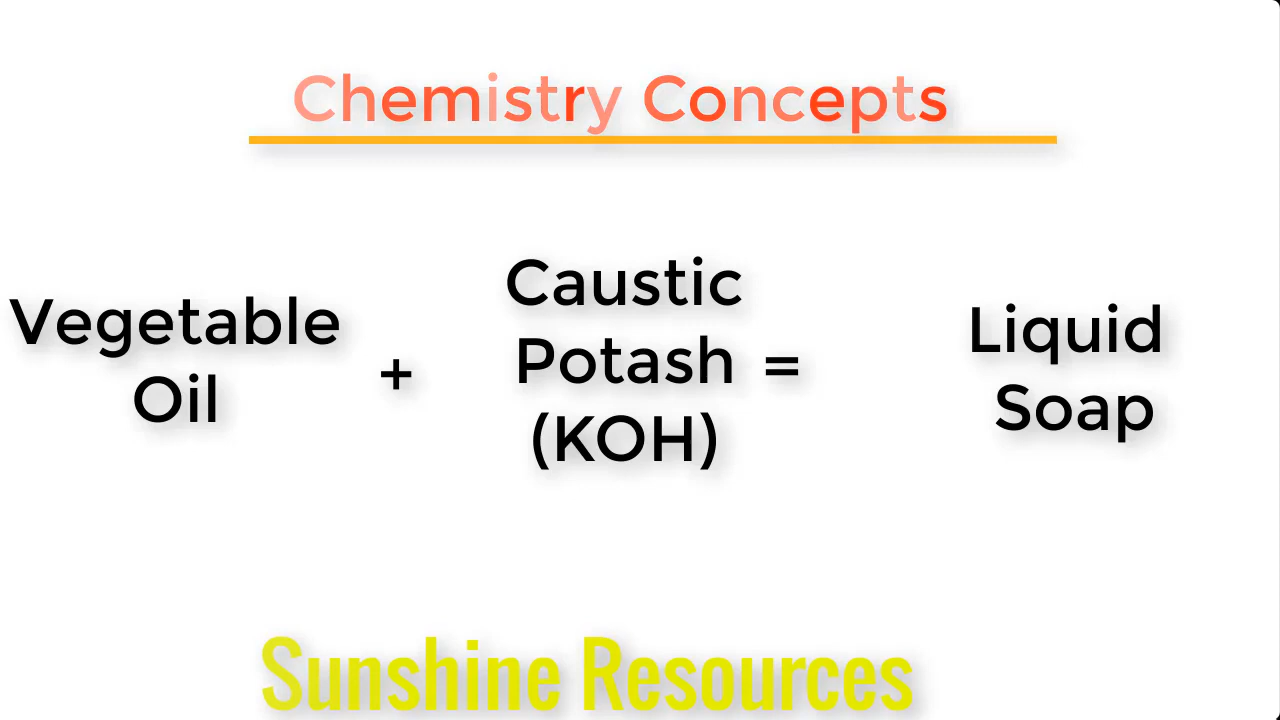 Chemistry Concepts
Vegetable
Oil
+
Caustic
Potash
(KOH)
=
Liquid
Soap
Sunshine Resources